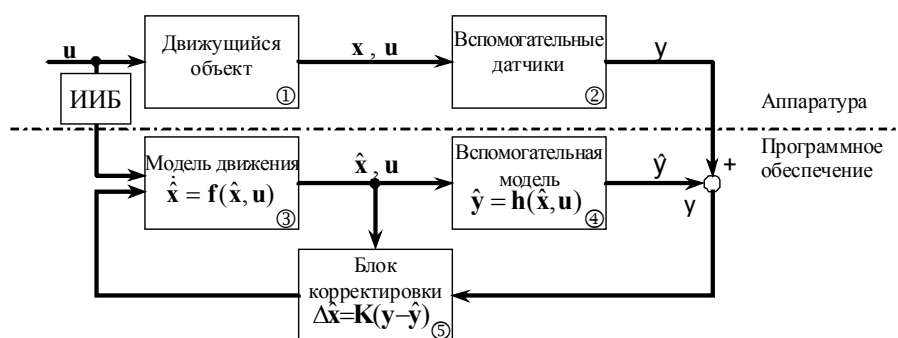 u
Движущийся
объект
①
x , u
Вспомогательные
датчики
②
y
ИИБ
Аппаратура
Программное
обеспечение
Модель движения
x̂̇ = f(x̂, u)
③
x̂, u
Вспомогательная
модель
ŷ = h(x̂,u)
④
ŷ
+
y
Блок
корректировки
Δx̂=K(y−ŷ)
⑤